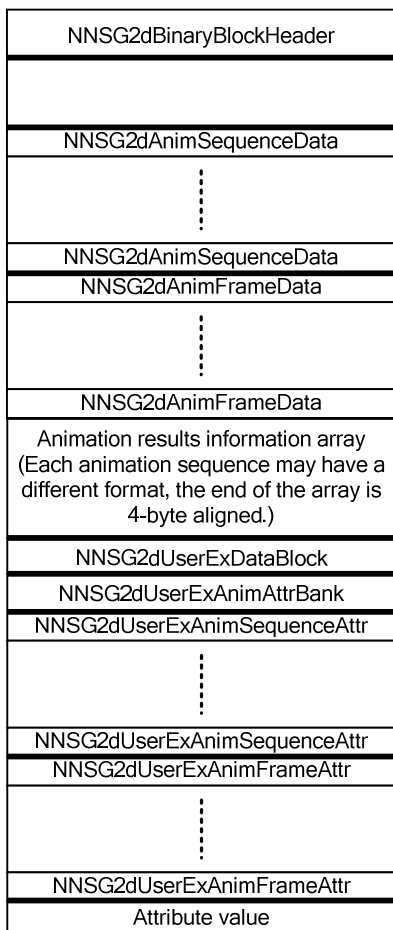 NNSG2dBinaryBlockHeader
NNSG2dAnimSequenceData
NNSG2dAnimSequenceData
NNSG2dAnimFrameData
NNSG2dAnimFrameData
Animation results information array
(Each animation sequence may have a
different format, the end of the array is
4-byte aligned.)
NNSG2dUserExDataBlock
NNSG2dUserExAnimAttrBank
NNSG2dUserExAnimSequenceAttr
NNSG2dUserExAnimSequenceAttr
NNSG2dUserExAnimFrameAttr
NNSG2dUserExAnimFrameAttr
Attribute value